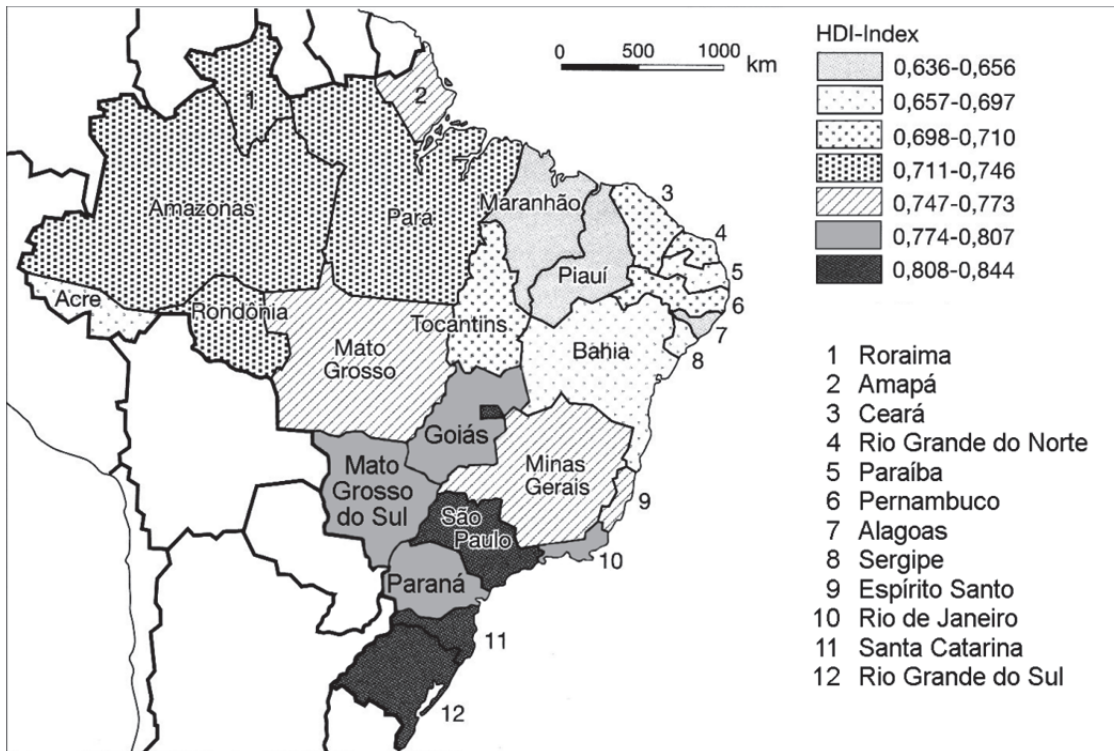 0 500 1000
km
HDI-Index
0,636-0,656
0,657-0,697
0,698-0,710
0,711-0,746
0,747-0,773
0,774-0,807
0,808-0,844
1
2
Amazonas
Pará
Maranhão
3
4
Piauí
5
Acre
Rondônia
6
Tocantins
7
Mato
Grosso
Bahia
8
Goiás
Minas
Gerais
Mato
Grosso
do Sul
9
São
Paulo
10
Paraná
11
12
1 Roraima
2 Amapá
3 Ceará
4 Rio Grande do Norte
5 Paraíba
6 Pernambuco
7 Alagoas
8 Sergipe
9 Espírito Santo
10 Rio de Janeiro
11 Santa Catarina
12 Rio Grande do Sul